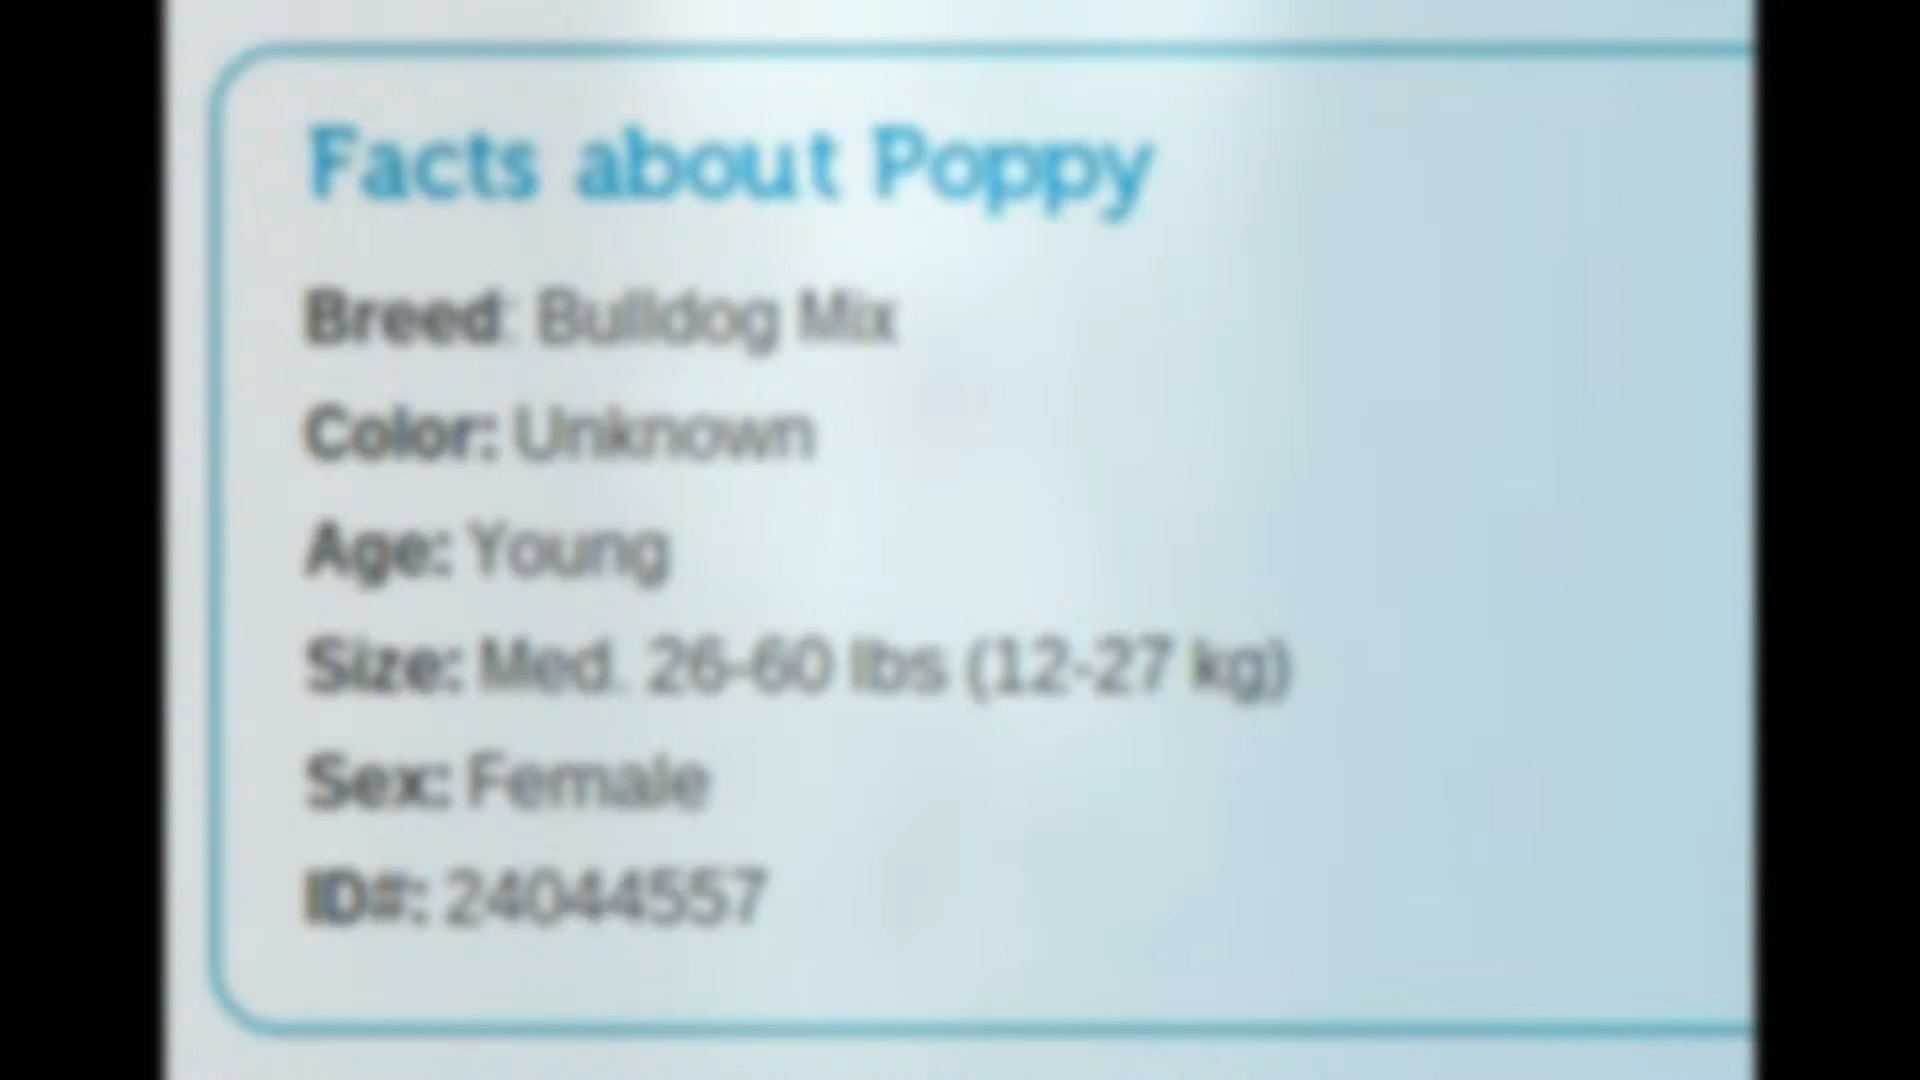 Facts about Poppy
Breed: Bulldog Mix
Color: Unknown
Age: Young
Size: Med. 26-60 lbs (12-27 kg)
Sex: Female
ID#: 24044557